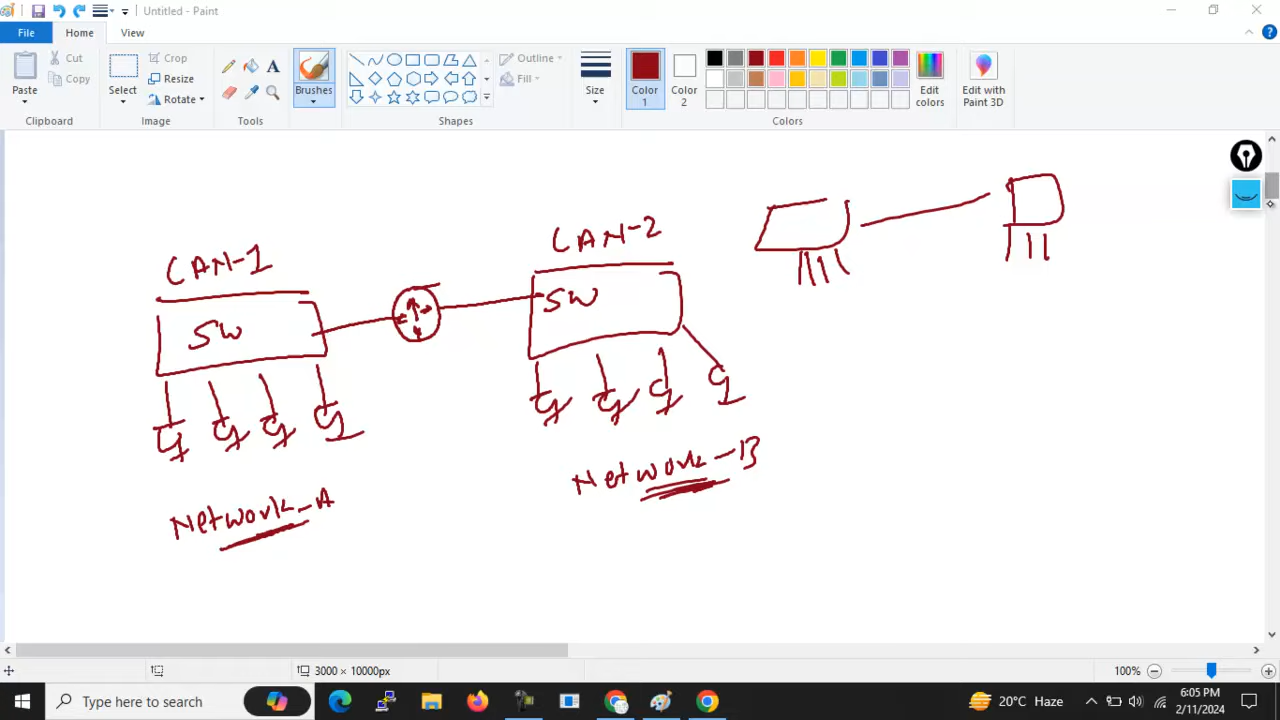 Untitled - Paint
File
Home
View
Paste
Cut
Copy
Clipboard
Select
Crop
Resize
Rotate
Image
A
Tools
Brushes
Shapes
Outline
Fill
Size
Color 1
Color 2
Colors
Edit colors
Edit with Paint 3D
LAN-1
LAN-2
SW
SW
Network-A
Network-B
3000 × 10000px
100%
Type here to search
20°C Haze
6:05 PM
2/11/2024